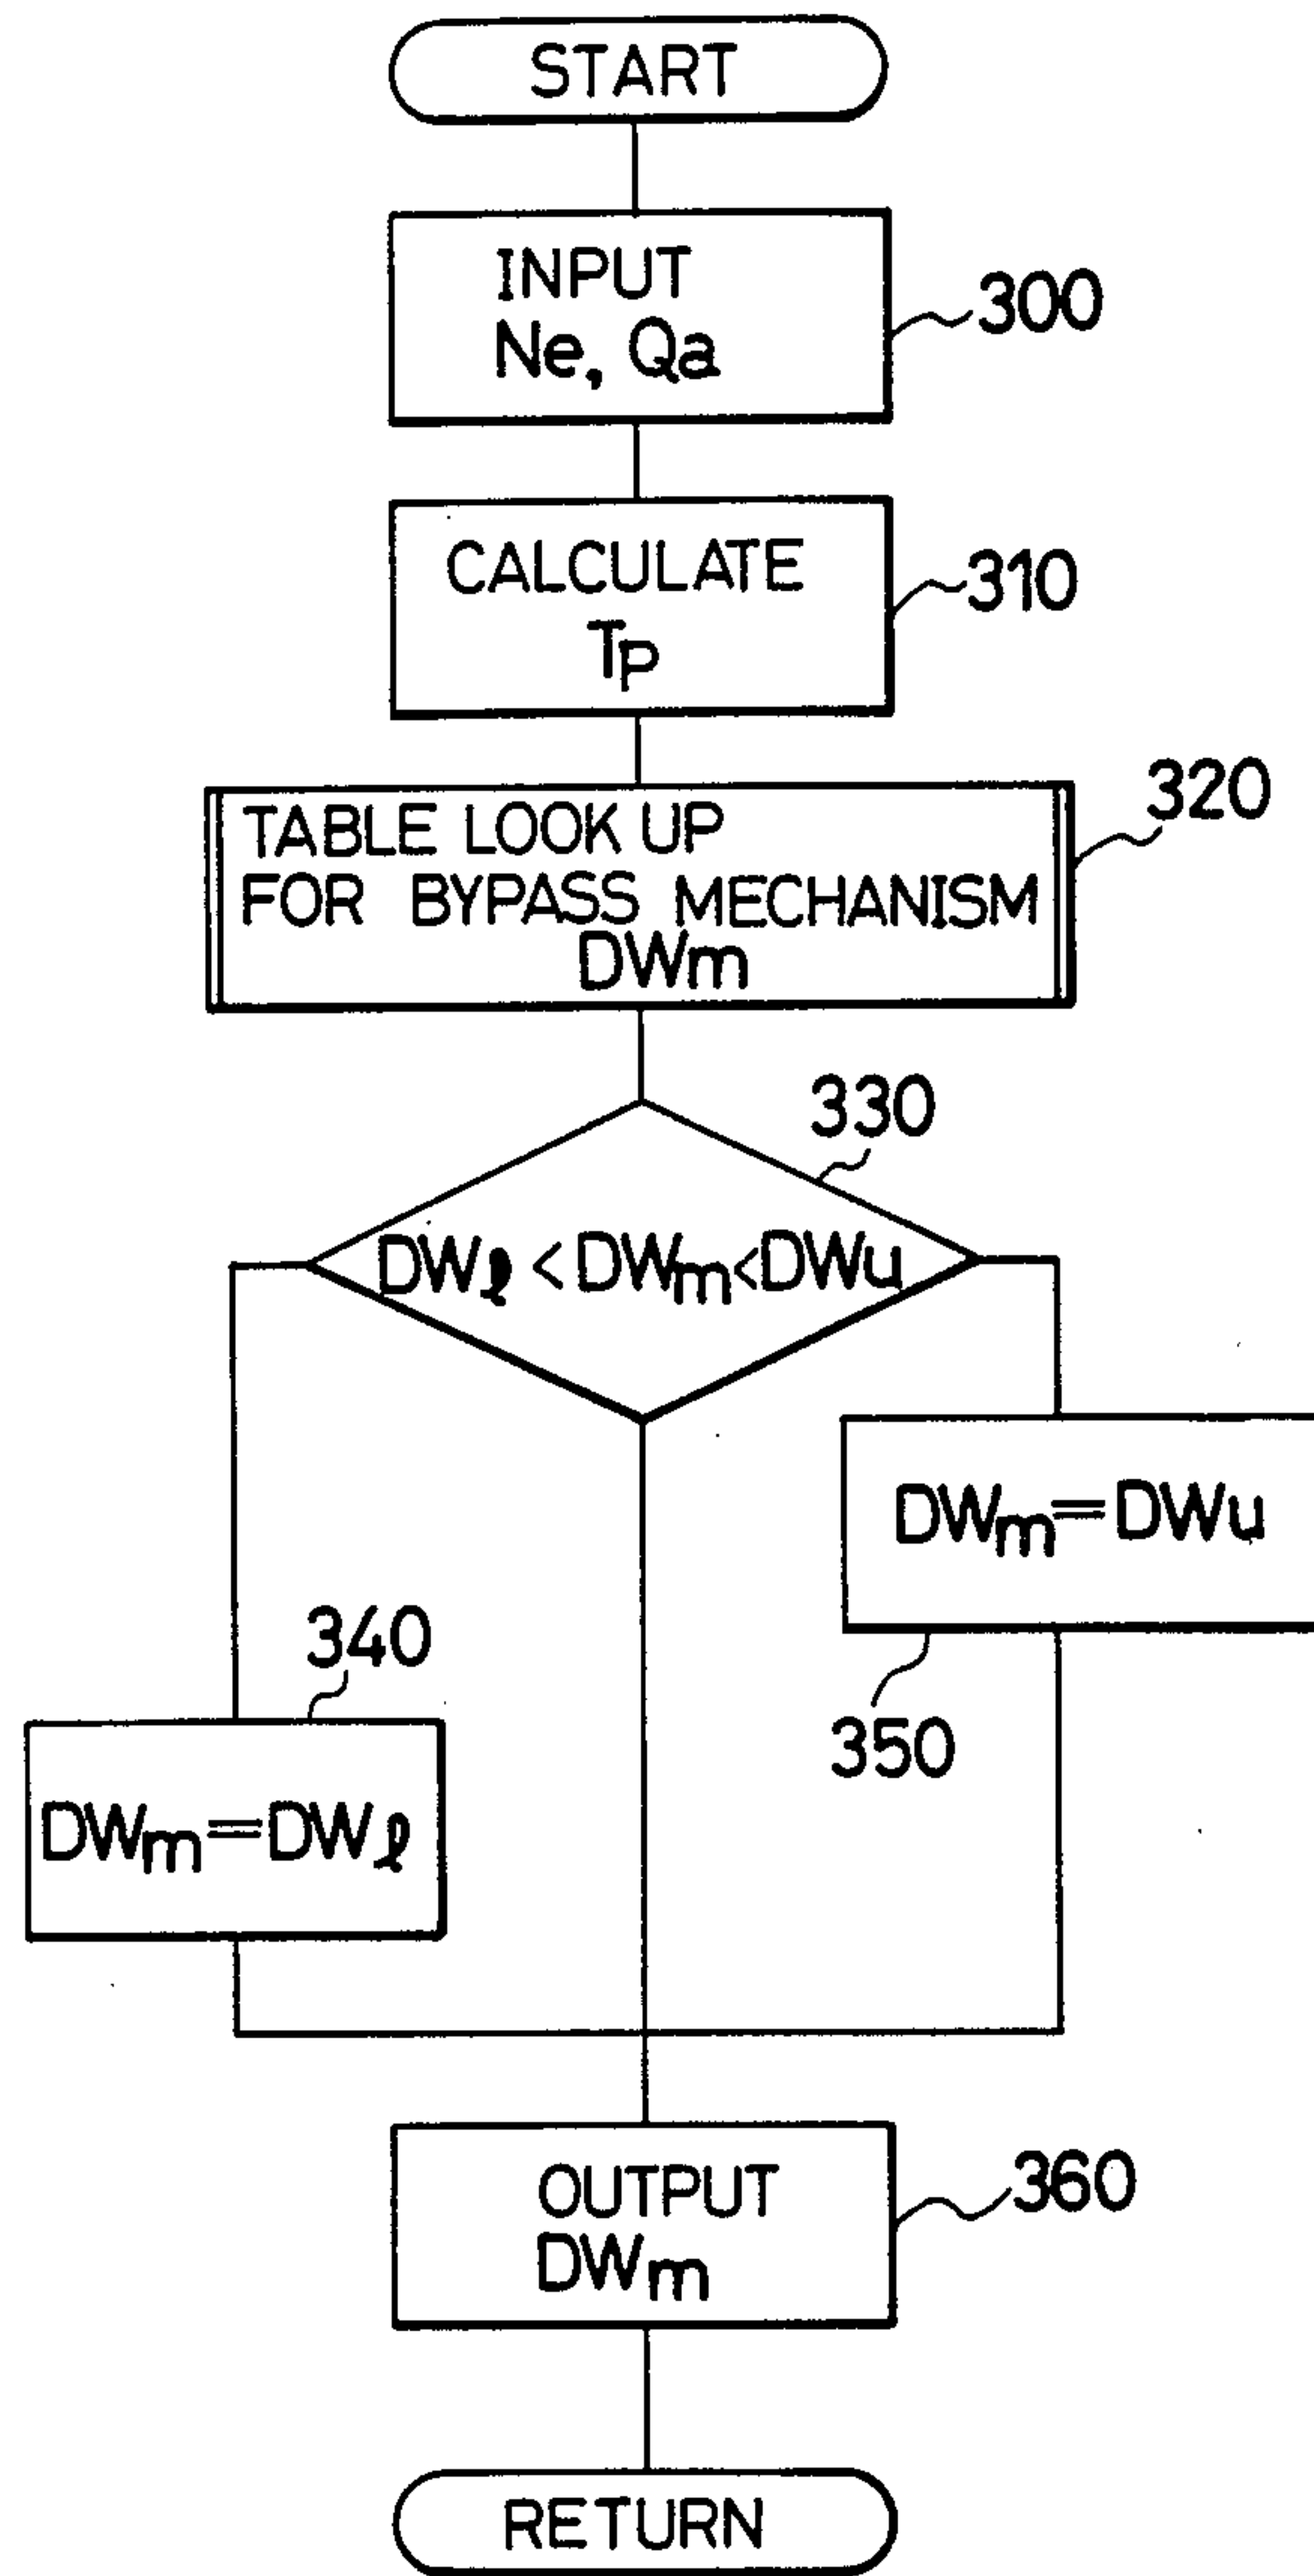 START
INPUT
Ne, Qa
300
CALCULATE
Tp
310
320
TABLE LOOK UP
FOR BYPASS MECHANISM
DWm
330
DWℓ < DWm < DWu
DWm = DWu
350
340
DWm = DWℓ
OUTPUT
DWm
360
RETURN